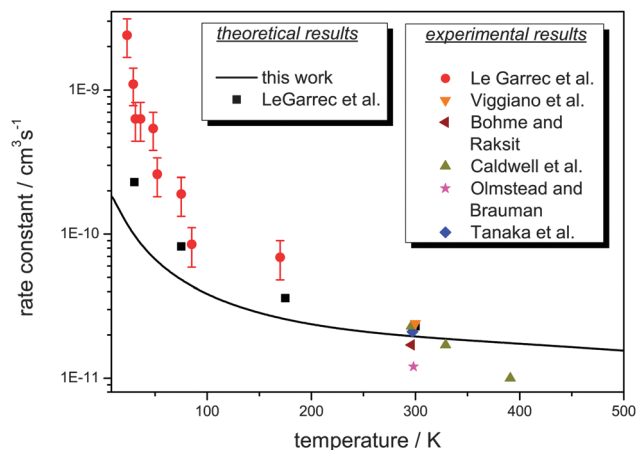 theoretical results
this work
LeGarrec et al.
experimental results
Le Garrec et al.
Viggiano et al.
Bohme and
Raksit
Caldwell et al.
Olmstead and
Brauman
Tanaka et al.
rate constant / cm³s⁻¹
1E-9
1E-10
1E-11
100
200
300
400
500
temperature / K